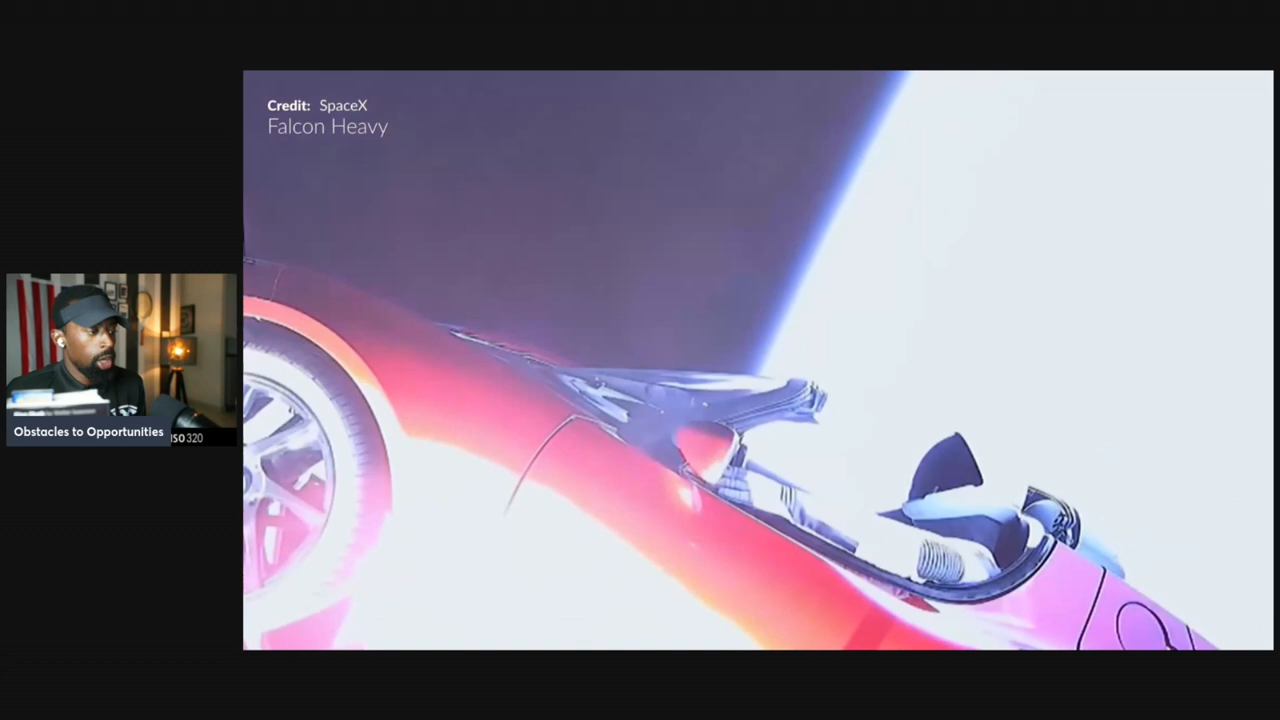 Credit: SpaceX
Falcon Heavy
Obstacles to Opportunities
ISO 320